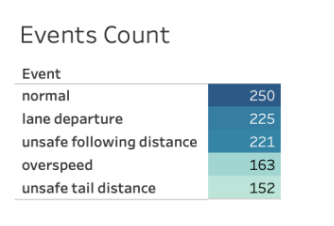 Events Count
Event
normal 250
lane departure 225
unsafe following distance 221
overspeed 163
unsafe tail distance 152